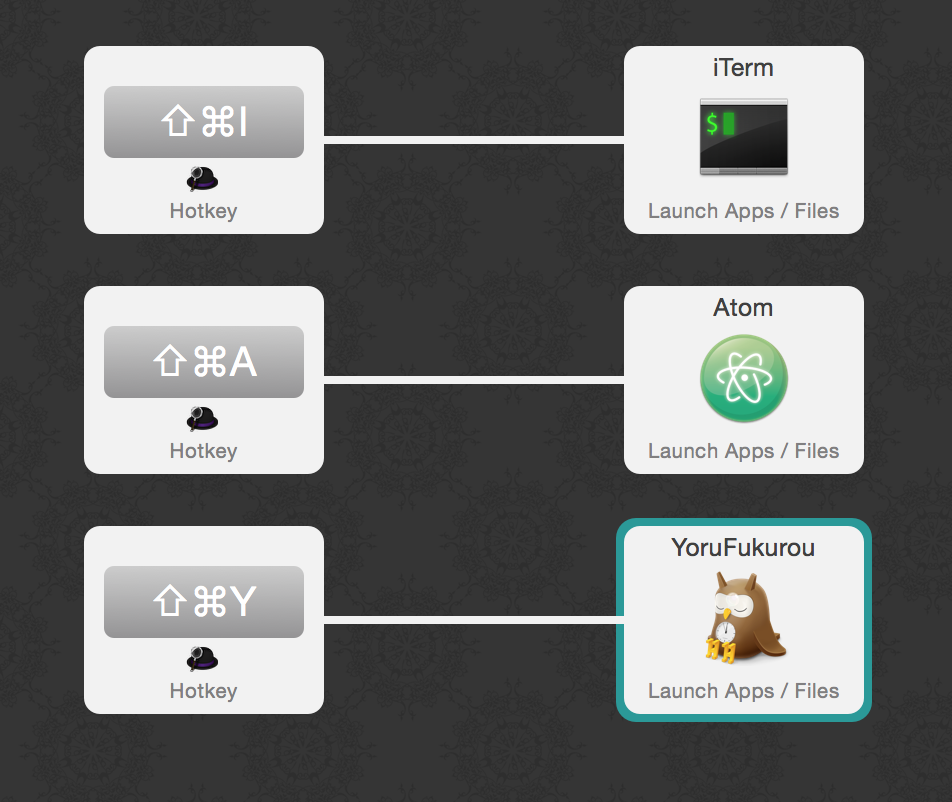 iTerm
⇧⌘I
$
Hotkey
Launch Apps / Files
Atom
⇧⌘A
Hotkey
Launch Apps / Files
YoruFukurou
⇧⌘Y
Hotkey
Launch Apps / Files